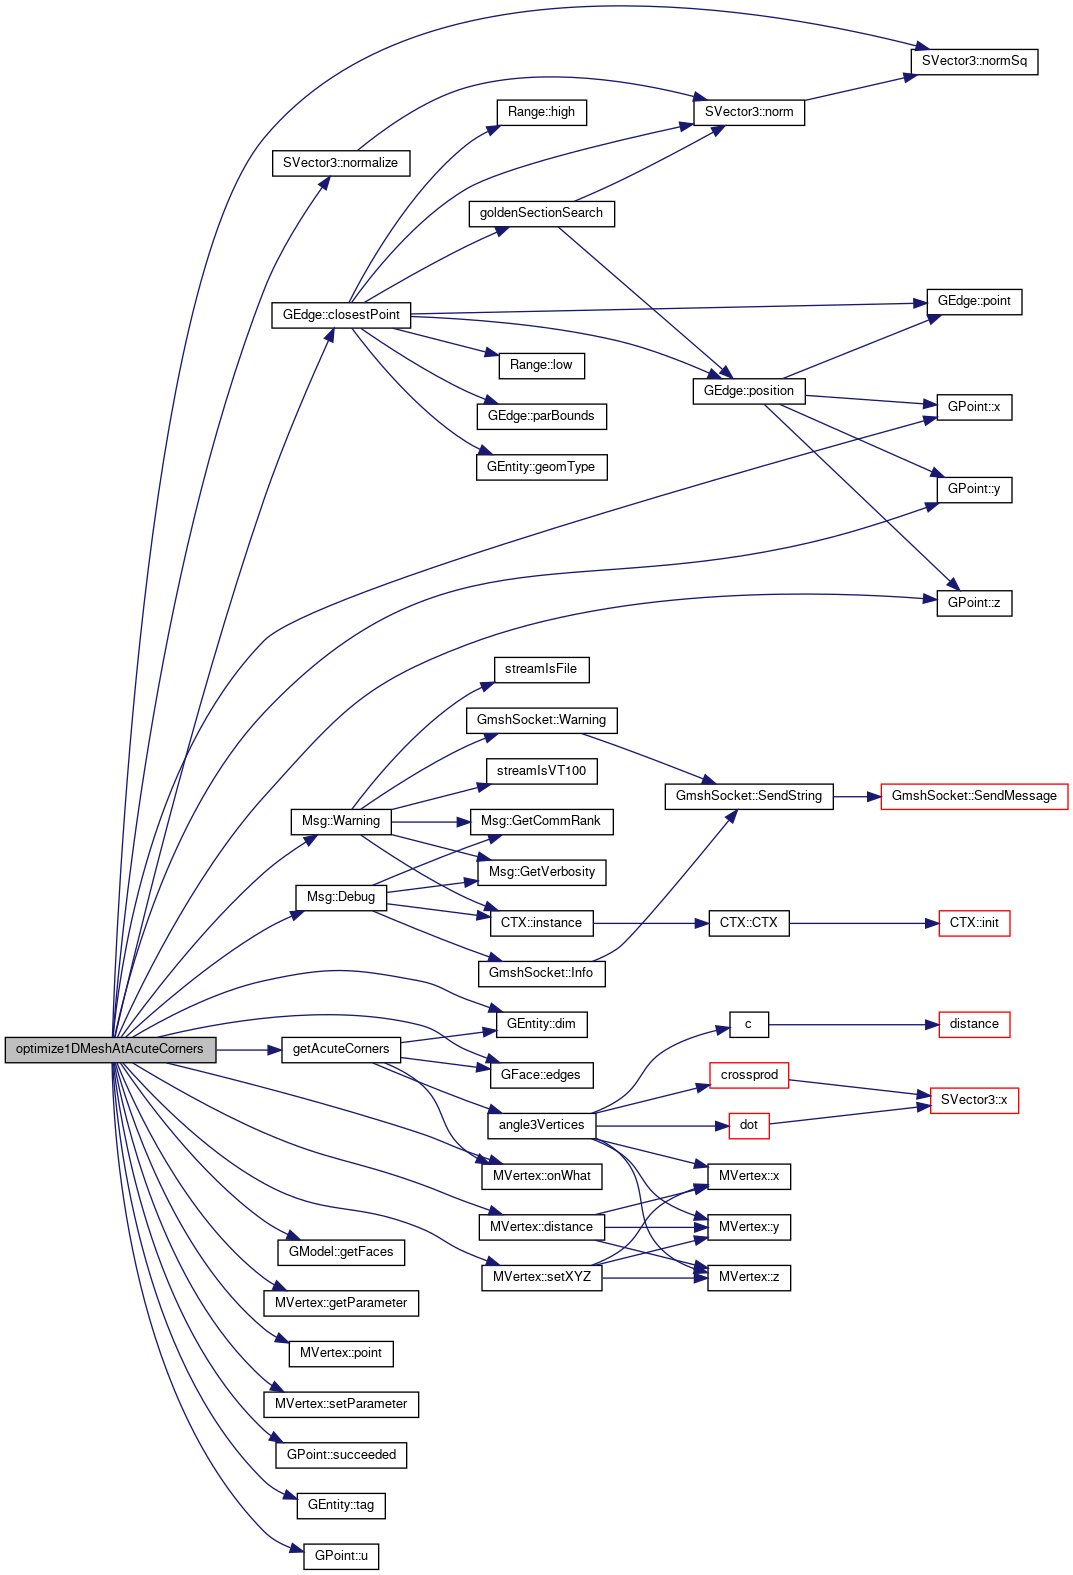 SVector3::normSq
Range::high
SVector3::norm
SVector3::normalize
goldenSectionSearch
GEdge::closestPoint
GEdge::point
Range::low
GEdge::position
GPoint::x
GEdge::parBounds
GEntity::geomType
GPoint::y
GPoint::z
streamIsFile
GmshSocket::Warning
streamIsVT100
GmshSocket::SendString
GmshSocket::SendMessage
Msg::Warning
Msg::GetCommRank
Msg::GetVerbosity
Msg::Debug
CTX::instance
CTX::CTX
CTX::init
GmshSocket::Info
GEntity::dim
c
distance
optimize1DMeshAtAcuteCorners
getAcuteCorners
GFace::edges
crossprod
SVector3::x
angle3Vertices
dot
MVertex::onWhat
MVertex::x
MVertex::distance
MVertex::y
GModel::getFaces
MVertex::setXYZ
MVertex::z
MVertex::getParameter
MVertex::point
MVertex::setParameter
GPoint::succeeded
GEntity::tag
GPoint::u